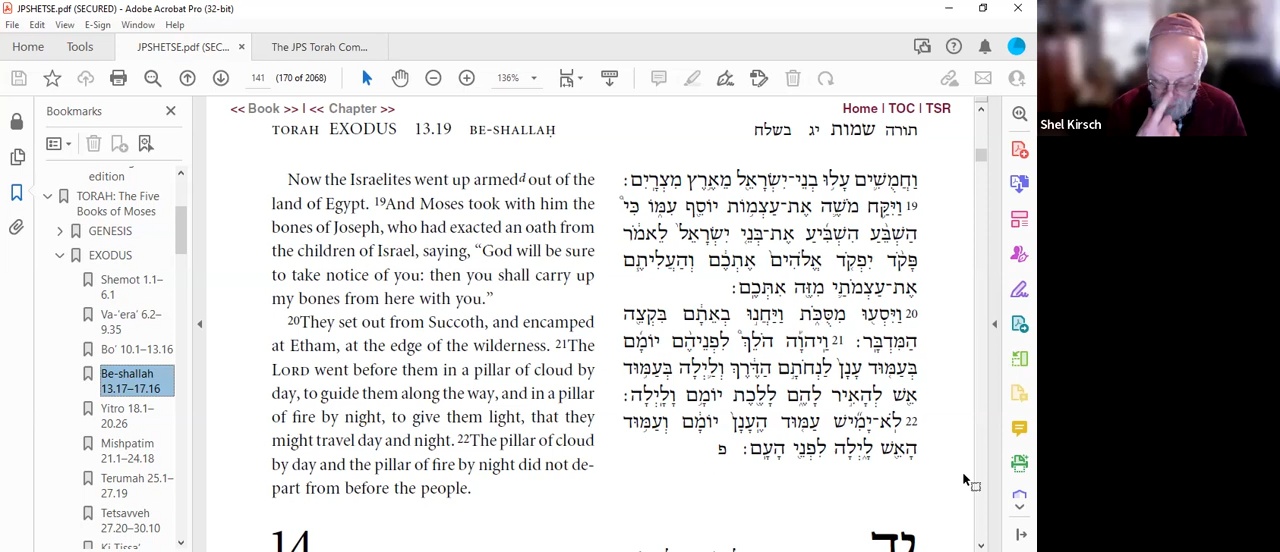 JPSHETSE.pdf (SECURED) - Adobe Acrobat Pro (32-bit)
File Edit View E-Sign Window Help
Home Tools JPSHETSE.pdf (SEC... × The JPS Torah Com...
141 (170 of 2068) 136%
Bookmarks
edition
TORAH: The Five
Books of Moses
GENESIS
EXODUS
Shemot 1.1–
6.1
Va-'era' 6.2–
9.35
Bo' 10.1–13.16
Be-shallah
13.17–17.16
Yitro 18.1–
20.26
Mishpatim
21.1–24.18
Terumah 25.1–
27.19
Tetsavveh
27.20–30.10
Ki Tissa'
<< Book >> | << Chapter >>
Home | TOC | TSR
TORAH EXODUS 13.19 BE-SHALLAḤ
תורה שמות יג בשלח
Now the Israelites went up armedd out of the
land of Egypt. 19And Moses took with him the
bones of Joseph, who had exacted an oath from
the children of Israel, saying, “God will be sure
to take notice of you: then you shall carry up
my bones from here with you.”
20They set out from Succoth, and encamped
at Etham, at the edge of the wilderness. 21The
LORD went before them in a pillar of cloud by
day, to guide them along the way, and in a pillar
of fire by night, to give them light, that they
might travel day and night. 22The pillar of cloud
by day and the pillar of fire by night did not de-
part from before the people.
14
וַחֲמֻשִׁ֛ים עָל֥וּ בְנֵי־יִשְׂרָאֵ֖ל מֵאֶ֥רֶץ מִצְרָֽיִם׃
19 וַיִּקַּ֥ח מֹשֶׁ֛ה אֶת־עַצְמ֥וֹת יוֹסֵ֖ף עִמּ֑וֹ כִּי֩
הַשְׁבֵּ֨עַ הִשְׁבִּ֜יעַ אֶת־בְּנֵ֤י יִשְׂרָאֵל֙ לֵאמֹ֔ר
פָּקֹ֨ד יִפְקֹ֤ד אֱלֹהִים֙ אֶתְכֶ֔ם וְהַעֲלִיתֶ֧ם
אֶת־עַצְמֹתַ֛י מִזֶּ֖ה אִתְּכֶֽם׃
20 וַיִּסְע֖וּ מִסֻּכֹּ֑ת וַיַּחֲנ֣וּ בְאֵתָ֔ם בִּקְצֵ֖ה
הַמִּדְבָּֽר׃ 21 וַֽיהוָ֡ה הֹלֵךְ֩ לִפְנֵיהֶ֨ם יוֹמָ֜ם
בְּעַמּ֤וּד עָנָן֙ לַנְחֹתָ֣ם הַדֶּ֔רֶךְ וְלַ֛יְלָה בְּעַמּ֥וּד
אֵ֖שׁ לְהָאִ֣יר לָהֶ֑ם לָלֶ֖כֶת יוֹמָ֥ם וָלָֽיְלָה׃
22 לֹֽא־יָמִ֞ישׁ עַמּ֤וּד הֶֽעָנָן֙ יוֹמָ֔ם וְעַמּ֥וּד
הָאֵ֖שׁ לָ֑יְלָה לִפְנֵ֖י הָעָֽם׃ פ
יד
Shel Kirsch